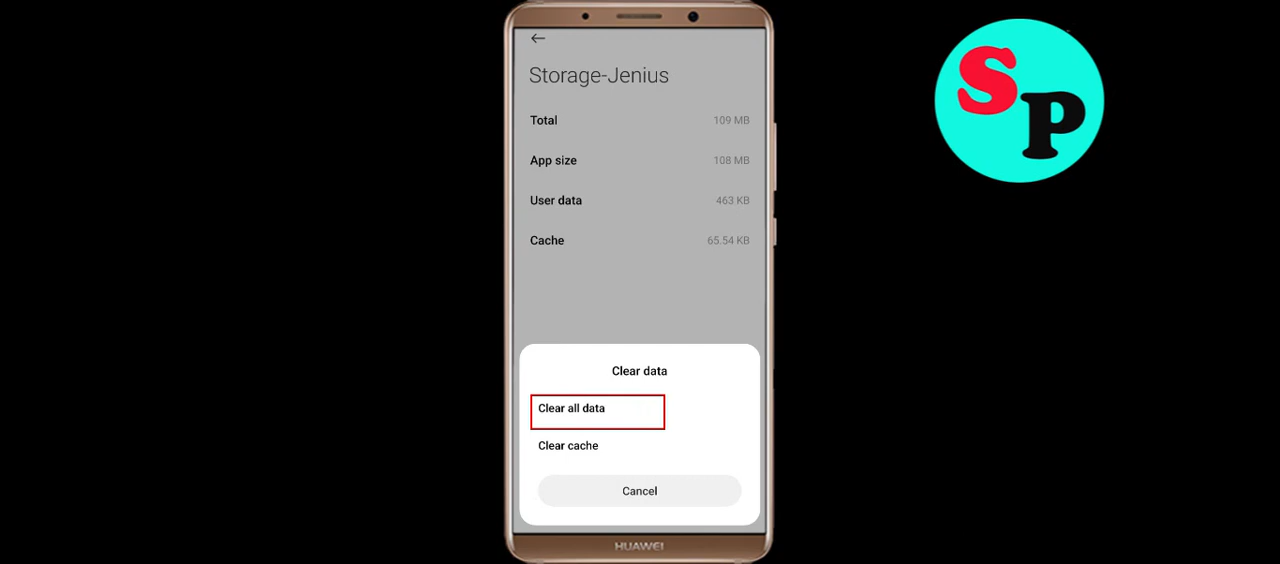 Storage-Jenius
Total 109 MB
App size 108 MB
User data 463 KB
Cache 65.54 KB
Clear data
Clear all data
Clear cache
Cancel
HUAWEI
SP